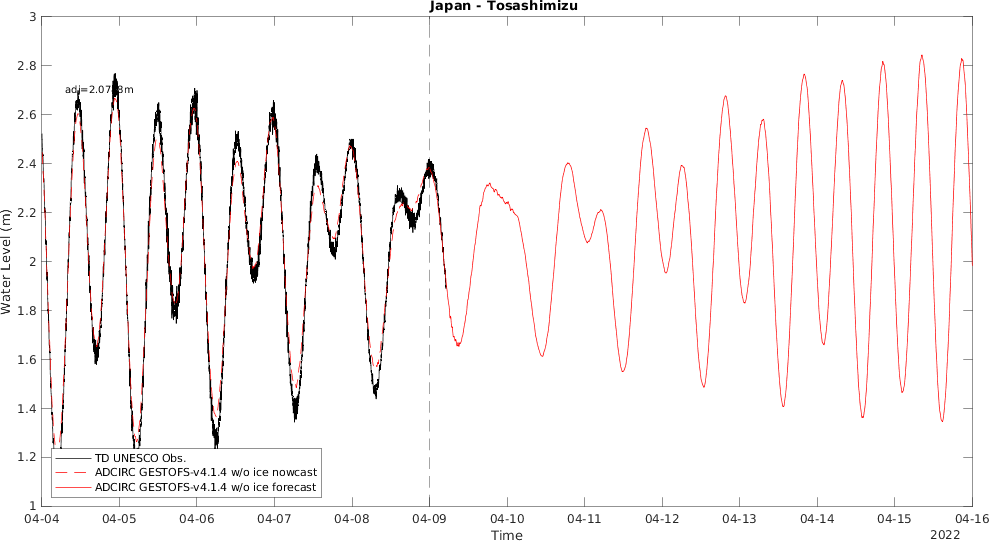 Japan - Tosashimizu
3
2.8
2.6
2.4
2.2
2
1.8
1.6
1.4
1.2
1
Water Level (m)
TD UNESCO Obs.
ADCIRC GESTOFS-v4.1.4 w/o ice nowcast
ADCIRC GESTOFS-v4.1.4 w/o ice forecast
04-04 04-05 04-06 04-07 04-08 04-09 04-10 04-11 04-12 04-13 04-14 04-15 04-16
Time
2022